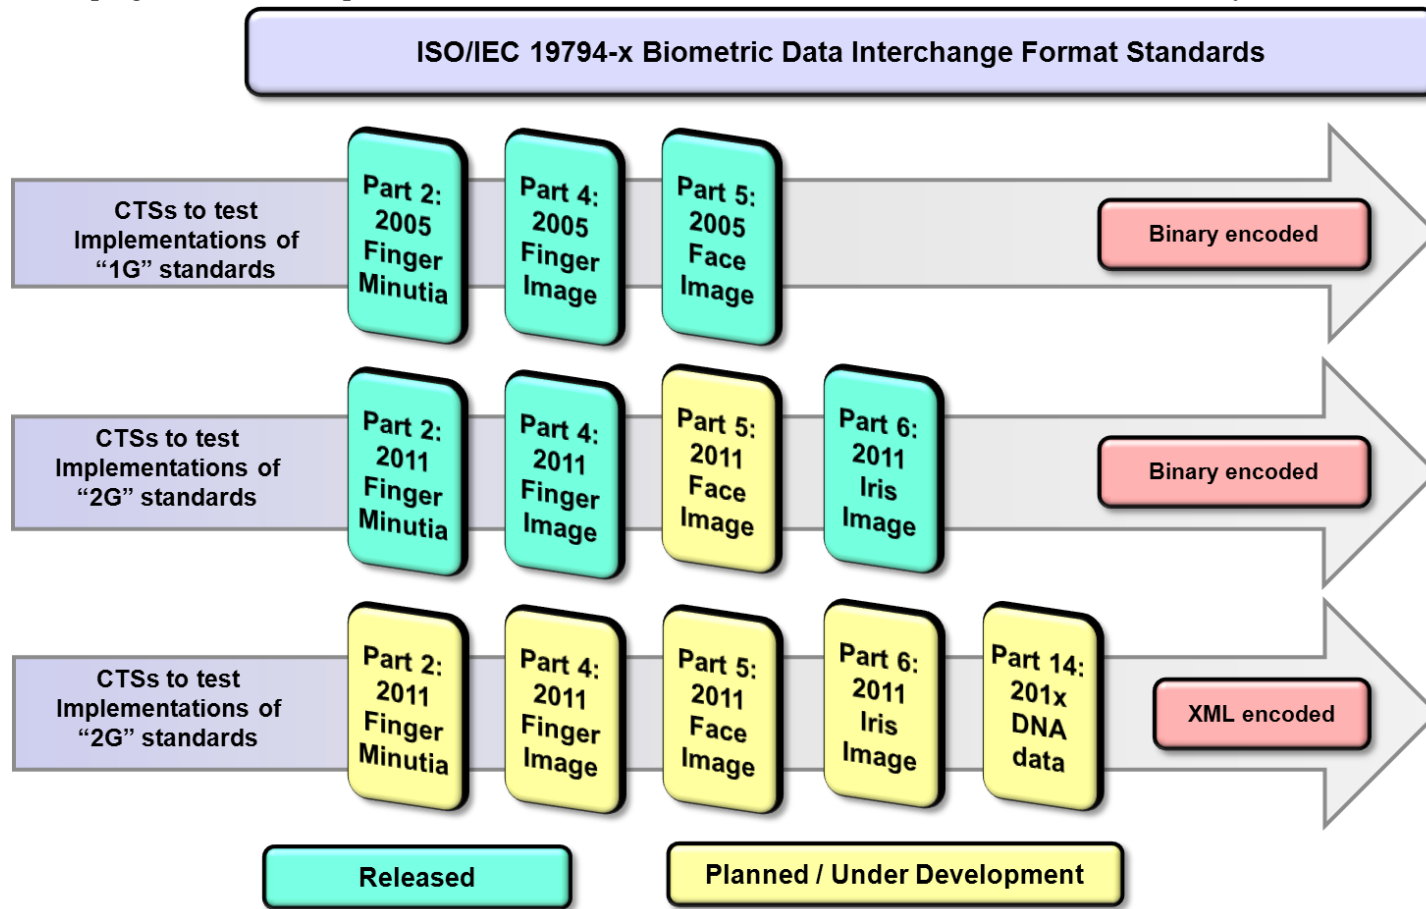 ISO/IEC 19794-x Biometric Data Interchange Format Standards
CTSs to test
Implementations of
“1G” standards
Part 2:
2005
Finger
Minutia
Part 4:
2005
Finger
Image
Part 5:
2005
Face
Image
Binary encoded
CTSs to test
Implementations of
“2G” standards
Part 2:
2011
Finger
Minutia
Part 4:
2011
Finger
Image
Part 5:
2011
Face
Image
Part 6:
2011
Iris
Image
Binary encoded
CTSs to test
Implementations of
“2G” standards
Part 2:
2011
Finger
Minutia
Part 4:
2011
Finger
Image
Part 5:
2011
Face
Image
Part 6:
2011
Iris
Image
Part 14:
201x
DNA
data
XML encoded
Released
Planned / Under Development